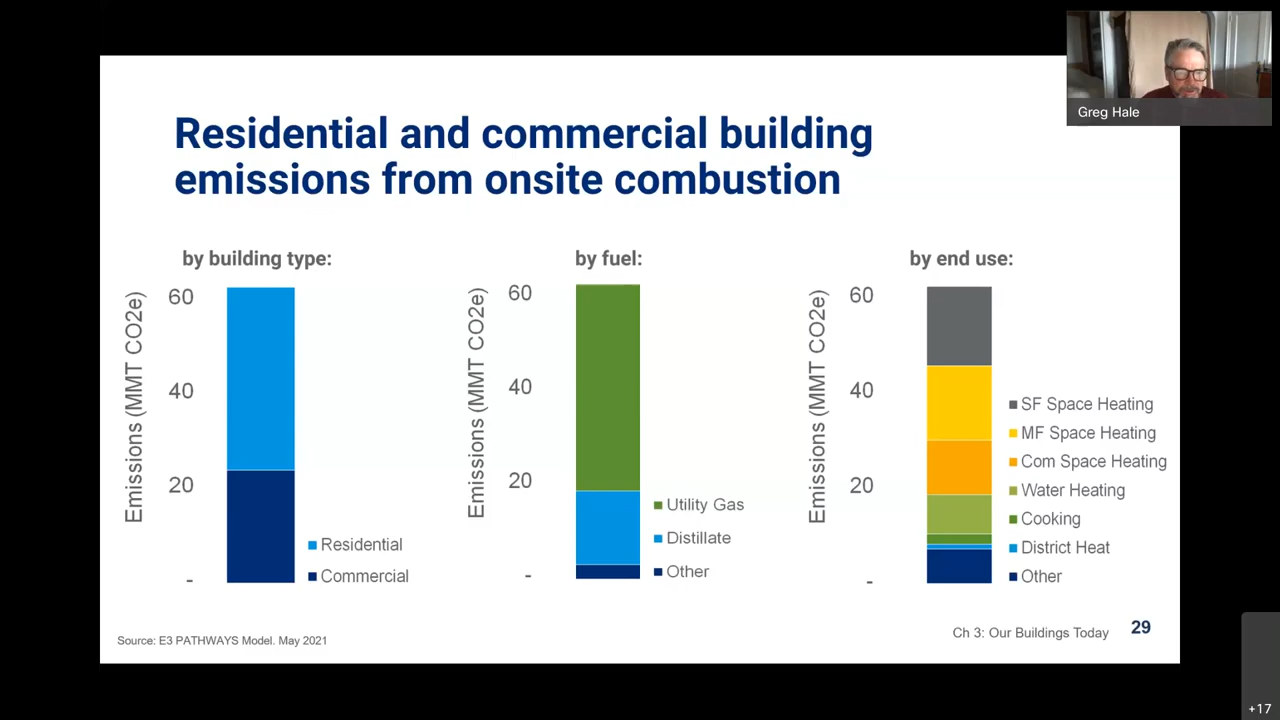 Greg Hale
Residential and commercial building
emissions from onsite combustion
by building type:
Emissions (MMT CO2e)
60
40
20
-
Residential
Commercial
by fuel:
Emissions (MMT CO2e)
60
40
20
-
Utility Gas
Distillate
Other
by end use:
Emissions (MMT CO2e)
60
40
20
-
SF Space Heating
MF Space Heating
Com Space Heating
Water Heating
Cooking
District Heat
Other
Source: E3 PATHWAYS Model. May 2021
Ch 3: Our Buildings Today
29
+17